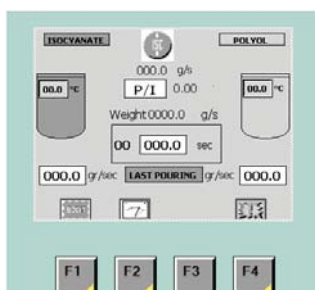 ISOCYANATE
POLYOL
000.0 g/s
00.0 °C
P/I 0.00
00.0 °C
Weight 0000.0 g/s
00 000.0 sec
000.0 gr/sec LAST POURING gr/sec 000.0
F1 F2 F3 F4